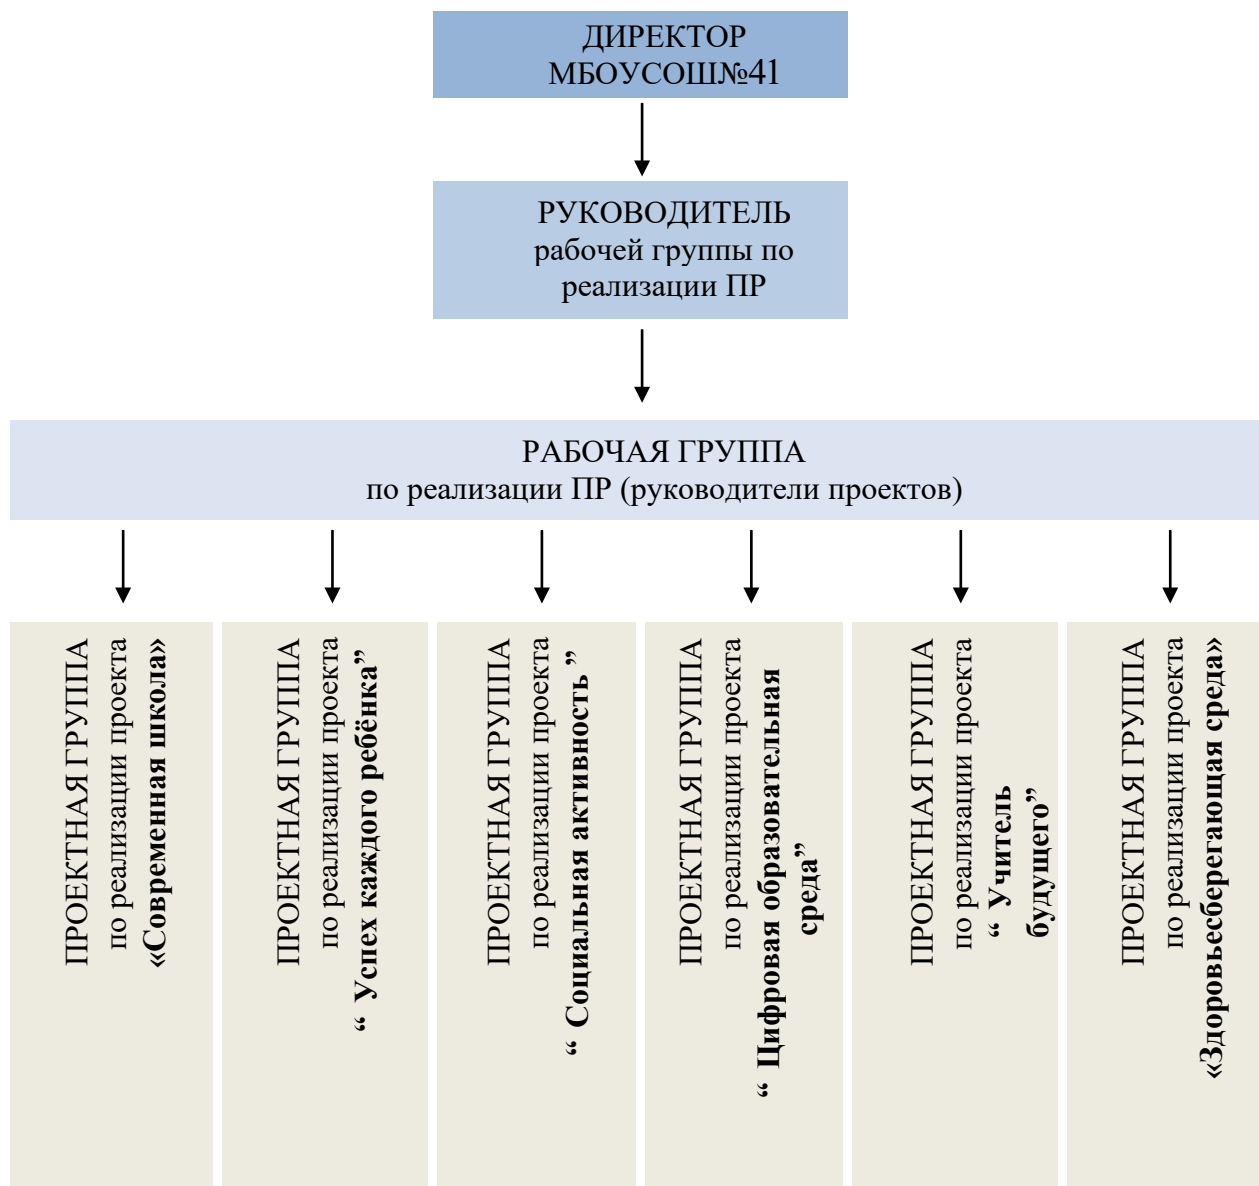 ДИРЕКТОР
МБОУСОШ№41
РУКОВОДИТЕЛЬ
рабочей группы по
реализации ПР
РАБОЧАЯ ГРУППА
по реализации ПР (руководители проектов)
ПРОЕКТНАЯ ГРУППА
по реализации проекта
«Современная школа»
ПРОЕКТНАЯ ГРУППА
по реализации проекта
“ Успех каждого ребёнка”
ПРОЕКТНАЯ ГРУППА
по реализации проекта
“ Социальная активность ”
ПРОЕКТНАЯ ГРУППА
по реализации проекта
“ Цифровая образовательная
среда”
ПРОЕКТНАЯ ГРУППА
по реализации проекта
“ Учитель
будущего”
ПРОЕКТНАЯ ГРУППА
по реализации проекта
«Здоровьесберегающая среда»